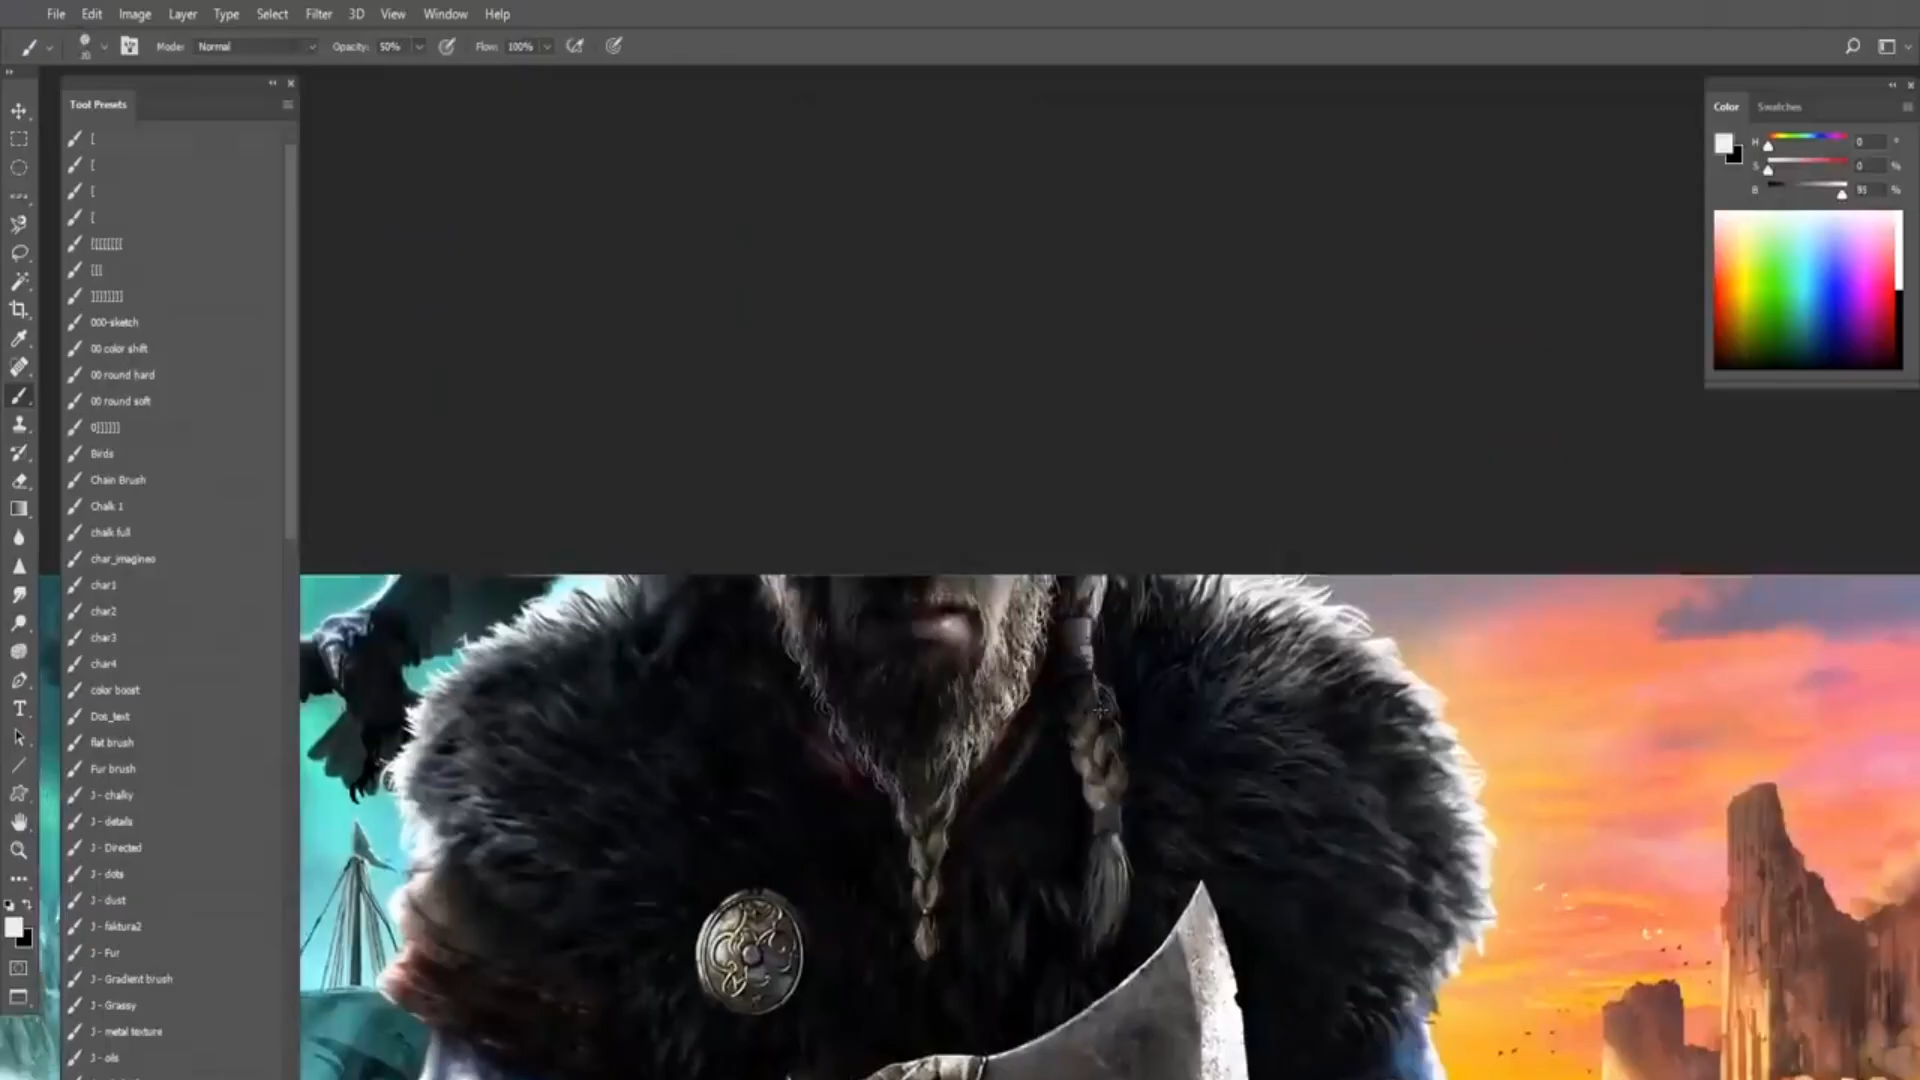 File Edit Image Layer Type Select Filter 3D View Window Help
Mode: Normal Opacity: 50% Flow: 100%
Tool Presets
[
[
[
[
[[[[[[[[
[[[
]]]]]]]]
000-sketch
00 color shift
00 round hard
00 round soft
0]]]]]]
Birds
Chain Brush
Chalk 1
chalk full
char_imagineo
char1
char2
char3
char4
color boost
Dos_text
flat brush
Fur brush
J - chalky
J - details
J - Directed
J - dots
J - dust
J - faktura2
J - Fur
J - Gradient brush
J - Grassy
J - metal texture
J - oils
Color Swatches
H 0 °
S 0 %
B 93 %